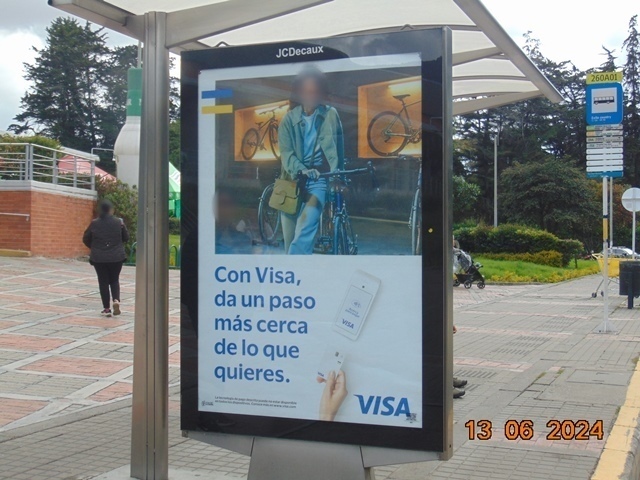 JCDecaux
260A01
Con Visa,
da un paso
más cerca
de lo que
quieres.
VISA
VISA
13 06 2024